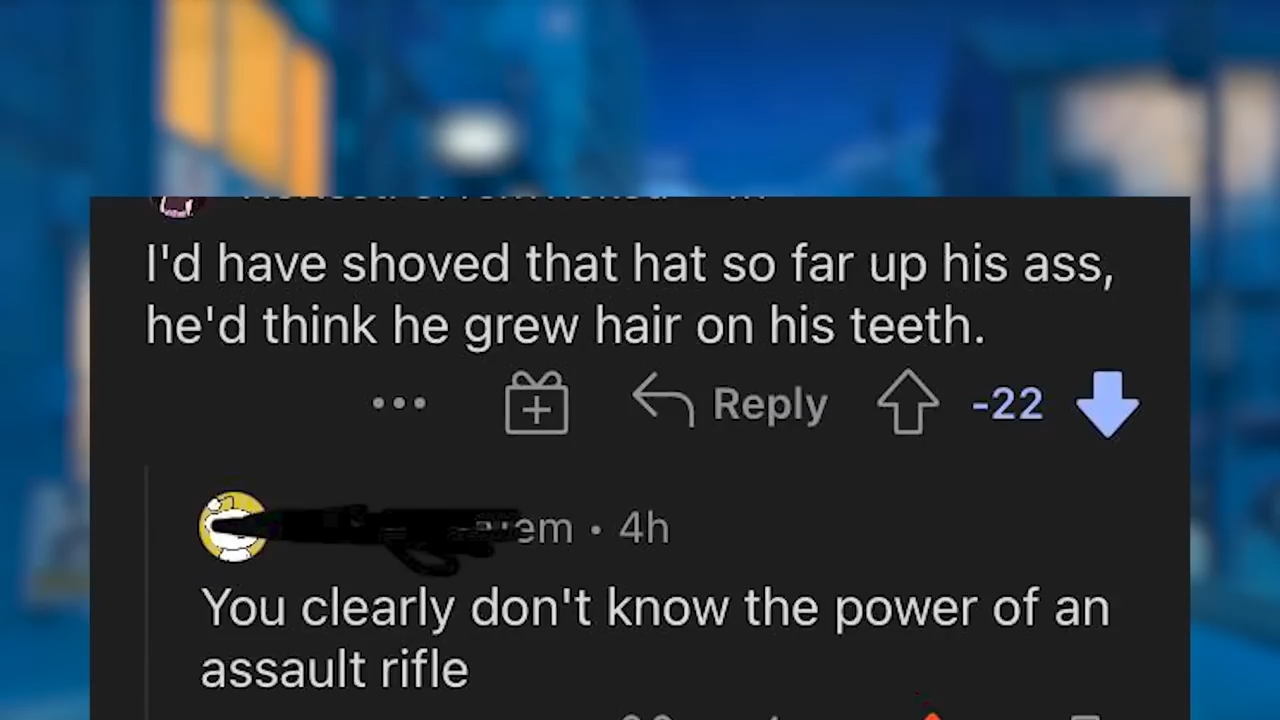 I'd have shoved that hat so far up his ass,
he'd think he grew hair on his teeth.
Reply -22
em • 4h
You clearly don't know the power of an
assault rifle